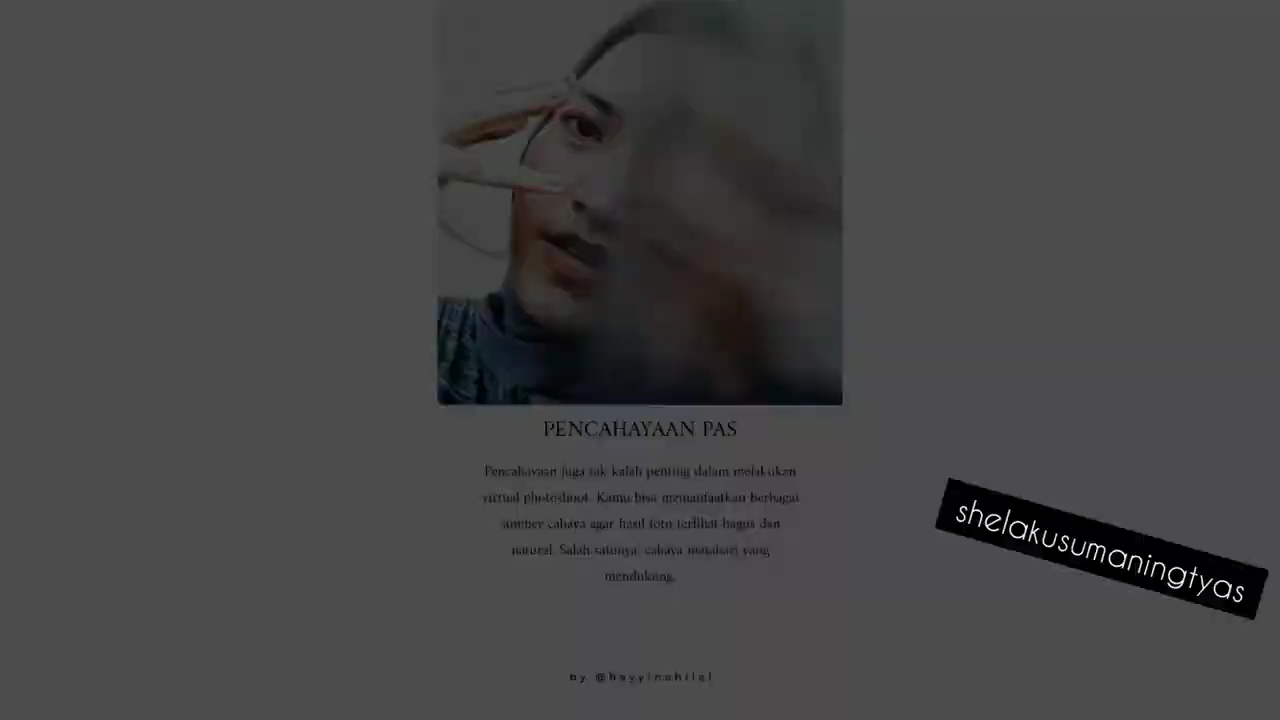 PENCAHAYAAN PAS
Pencahayaan juga tak kalah penting dalam melakukan
virtual photoshoot. Kamu bisa memanfaatkan berbagai
sumber cahaya agar hasil foto terlihat bagus dan
natural. Salah satunya, cahaya matahari yang
mendukung.
shelakusumaningtyas
by @hayyinahilal